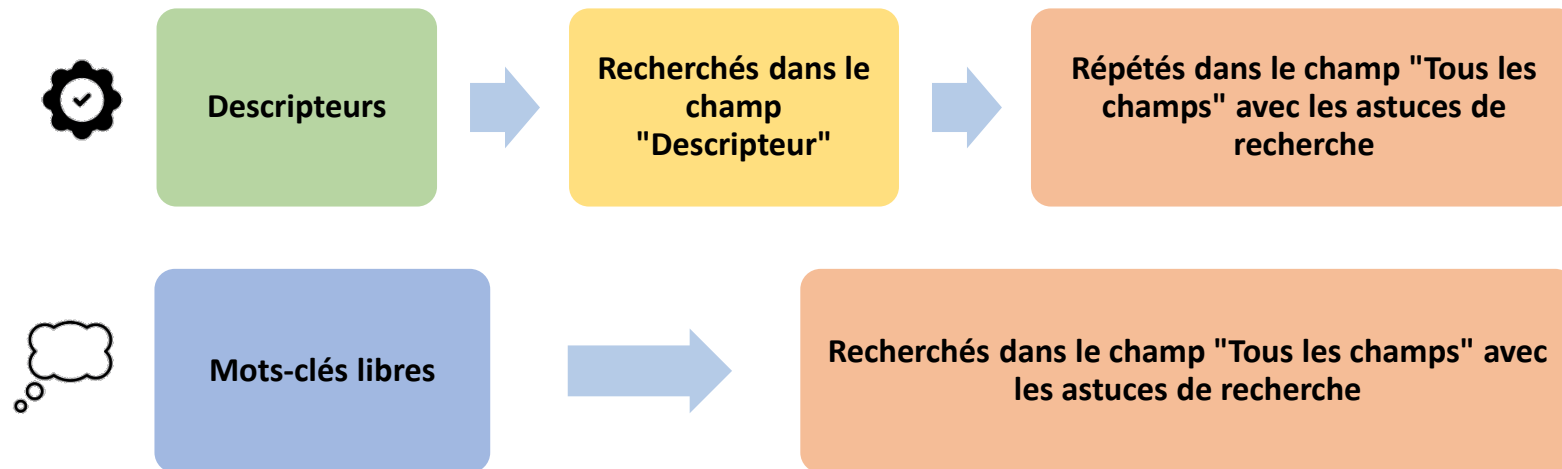 Descripteurs
Recherchés dans le
champ
"Descripteur"
Répétés dans le champ "Tous les
champs" avec les astuces de
recherche
Mots-clés libres
Recherchés dans le champ "Tous les champs" avec
les astuces de recherche